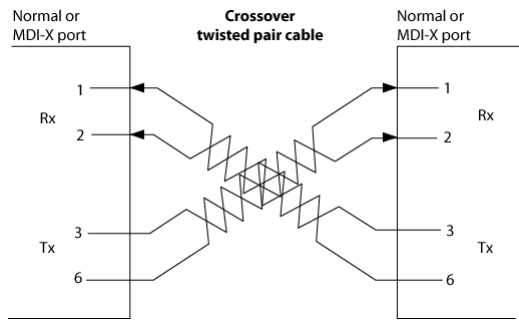 Normal or
MDI-X port
Crossover
twisted pair cable
Normal or
MDI-X port
1
Rx
2
3
Tx
6
1
Rx
2
3
Tx
6